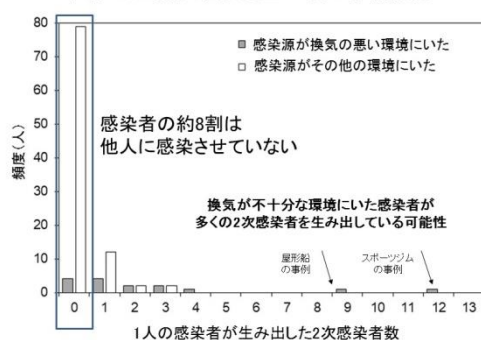 感染源が換気の悪い環境にいた
感染源がその他の環境にいた
感染者の約8割は
他人に感染させていない
換気が不十分な環境にいた感染者が
多くの2次感染者を生み出している可能性
屋形船
の事例
スポーツジム
の事例
頻度(人)
80
70
60
50
40
30
20
10
0
0 1 2 3 4 5 6 7 8 9 10 11 12 13
1人の感染者が生み出した2次感染者数